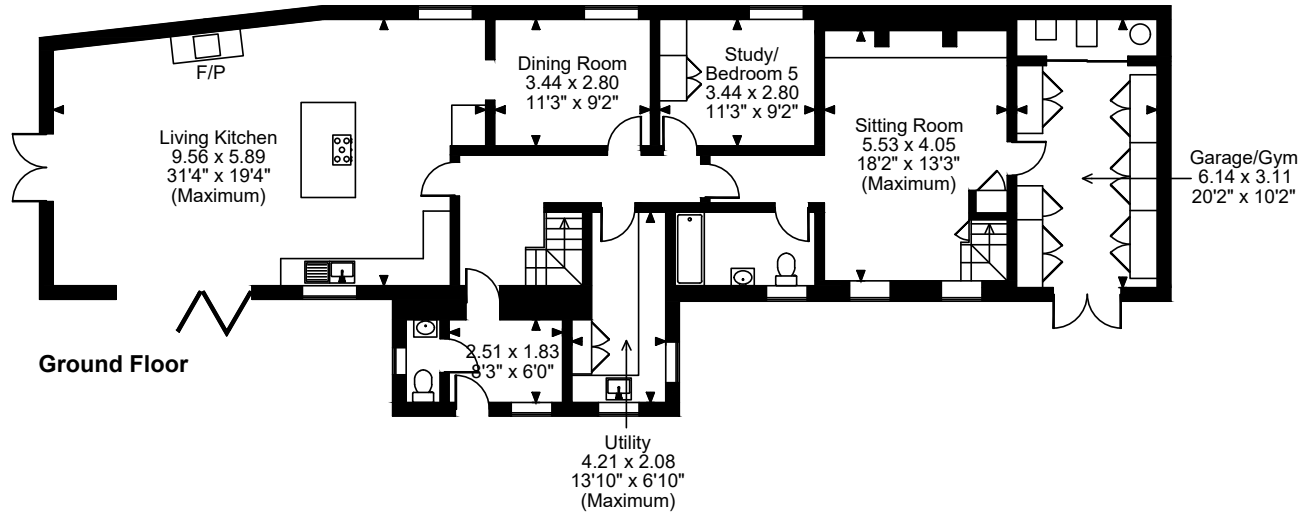 F/P
Living Kitchen
9.56 x 5.89
31'4" x 19'4"
(Maximum)
Dining Room
3.44 x 2.80
11'3" x 9'2"
Study/
Bedroom 5
3.44 x 2.80
11'3" x 9'2"
Sitting Room
5.53 x 4.05
18'2" x 13'3"
(Maximum)
Garage/Gym
6.14 x 3.11
20'2" x 10'2"
Ground Floor
2.51 x 1.83
8'3" x 6'0"
Utility
4.21 x 2.08
13'10" x 6'10"
(Maximum)